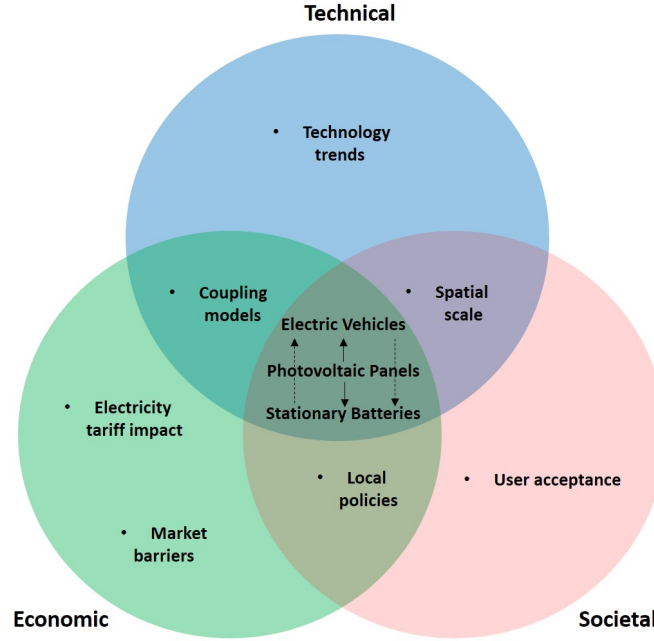 Technical
• Technology
trends
• Coupling
models
• Spatial
scale
Electric Vehicles
Photovoltaic Panels
Stationary Batteries
• Electricity
tariff impact
• Local
policies
• User acceptance
• Market
barriers
Economic
Societal